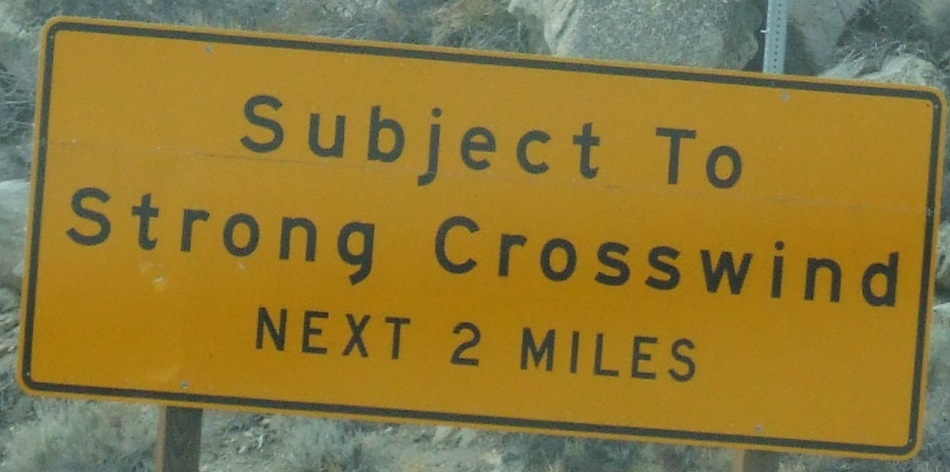 Subject To
Strong Crosswind
NEXT 2 MILES